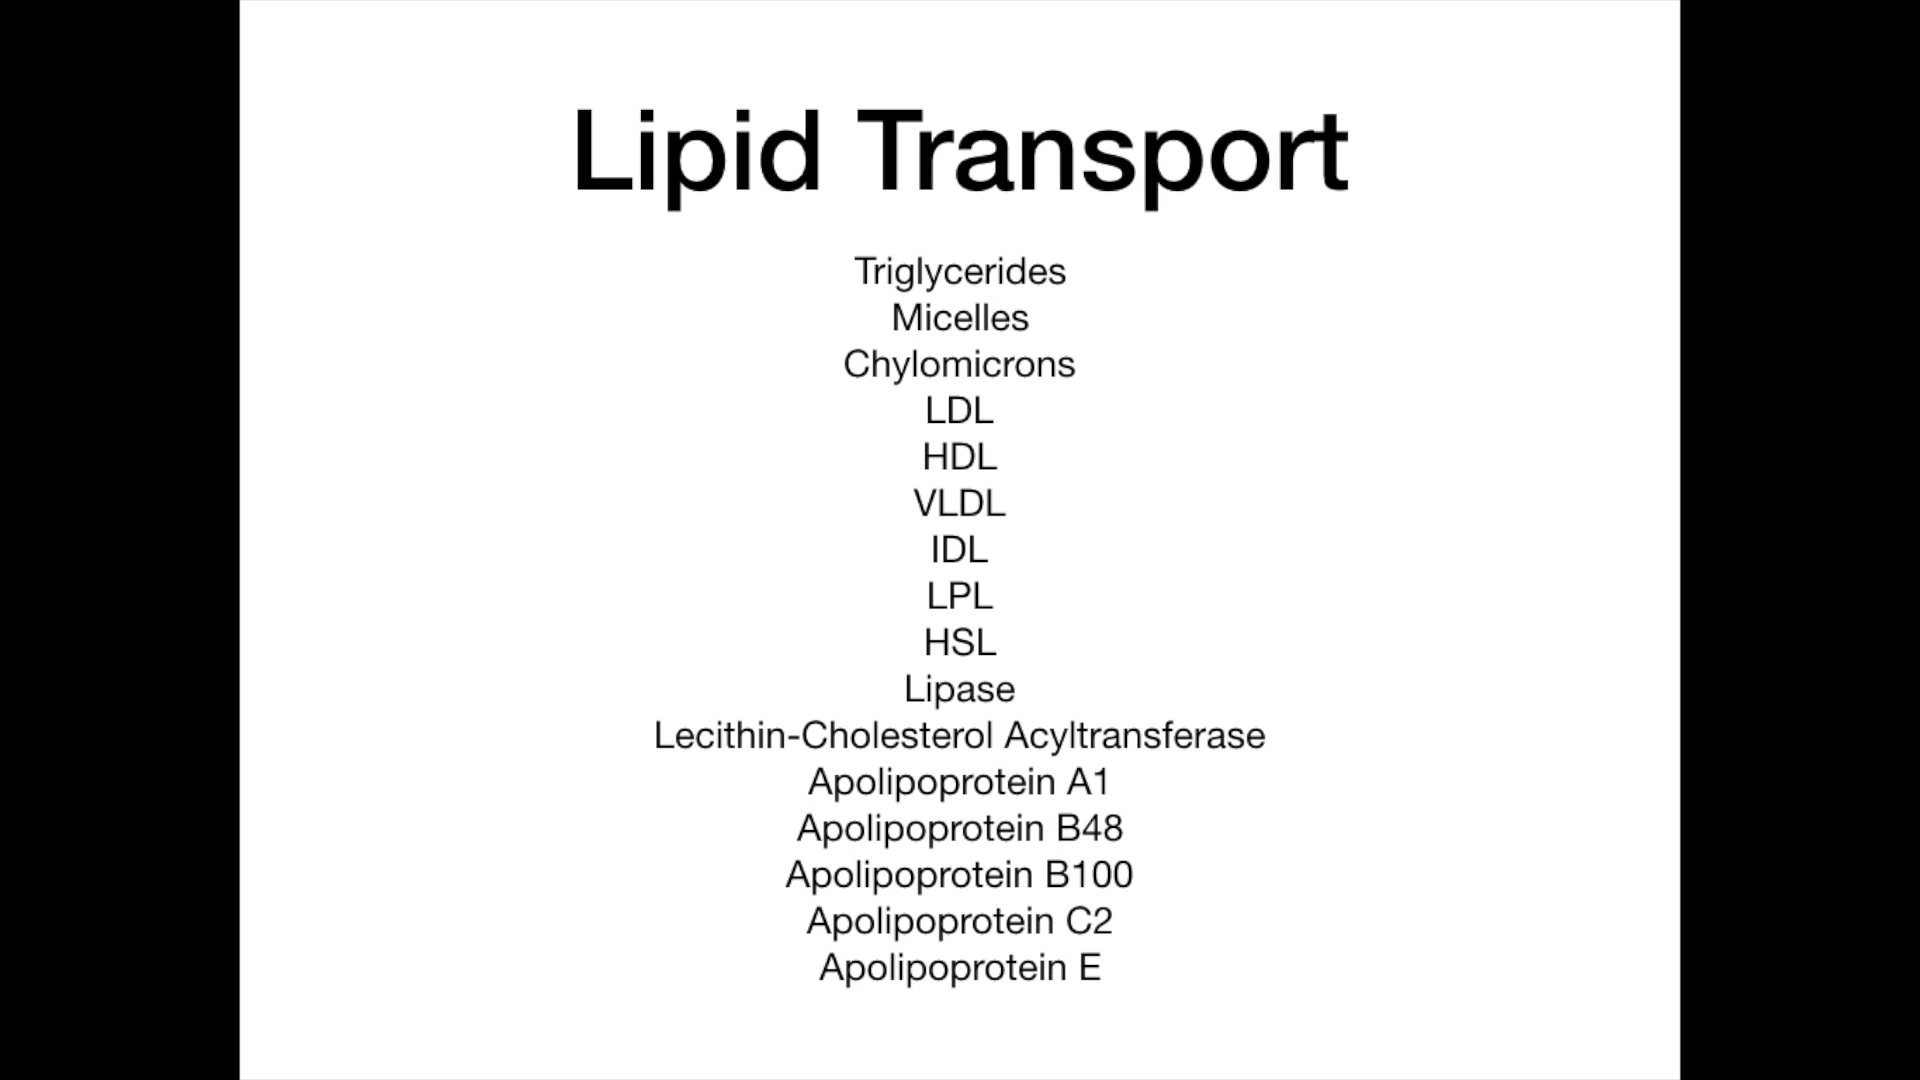 Lipid Transport
Triglycerides
Micelles
Chylomicrons
LDL
HDL
VLDL
IDL
LPL
HSL
Lipase
Lecithin-Cholesterol Acyltransferase
Apolipoprotein A1
Apolipoprotein B48
Apolipoprotein B100
Apolipoprotein C2
Apolipoprotein E